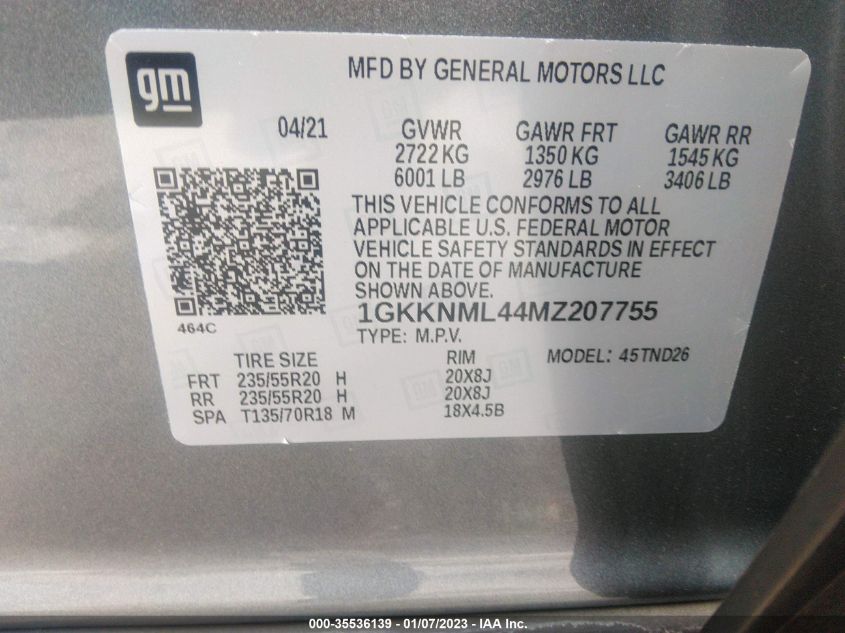 gm
MFD BY GENERAL MOTORS LLC
04/21 GVWR GAWR FRT GAWR RR
2722 KG 1350 KG 1545 KG
6001 LB 2976 LB 3406 LB
THIS VEHICLE CONFORMS TO ALL
APPLICABLE U.S. FEDERAL MOTOR
VEHICLE SAFETY STANDARDS IN EFFECT
ON THE DATE OF MANUFACTURE
SHOWN ABOVE.
1GKKNML44MZ207755
464C
TYPE: M.P.V.
TIRE SIZE RIM MODEL: 45TND26
FRT 235/55R20 H 20X8J
RR 235/55R20 H 20X8J
SPA T135/70R18 M 18X4.5B
000-35536139 — 01/07/2023 — IAA Inc.